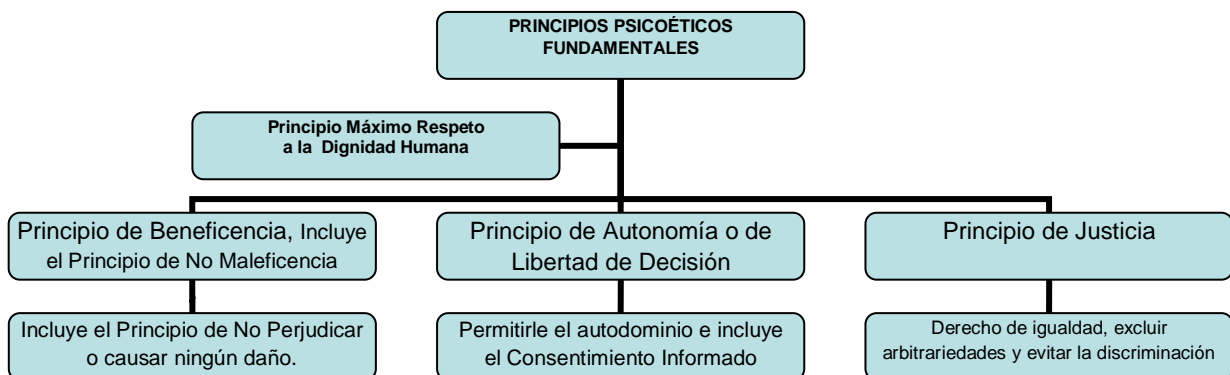 PRINCIPIOS PSICOÉTICOS
FUNDAMENTALES
Principio Máximo Respeto
a la Dignidad Humana
Principio de Beneficencia, Incluye
el Principio de No Maleficencia
Principio de Autonomía o de
Libertad de Decisión
Principio de Justicia
Incluye el Principio de No Perjudicar
o causar ningún daño.
Permitirle el autodominio e incluye
el Consentimiento Informado
Derecho de igualdad, excluir
arbitrariedades y evitar la discriminación